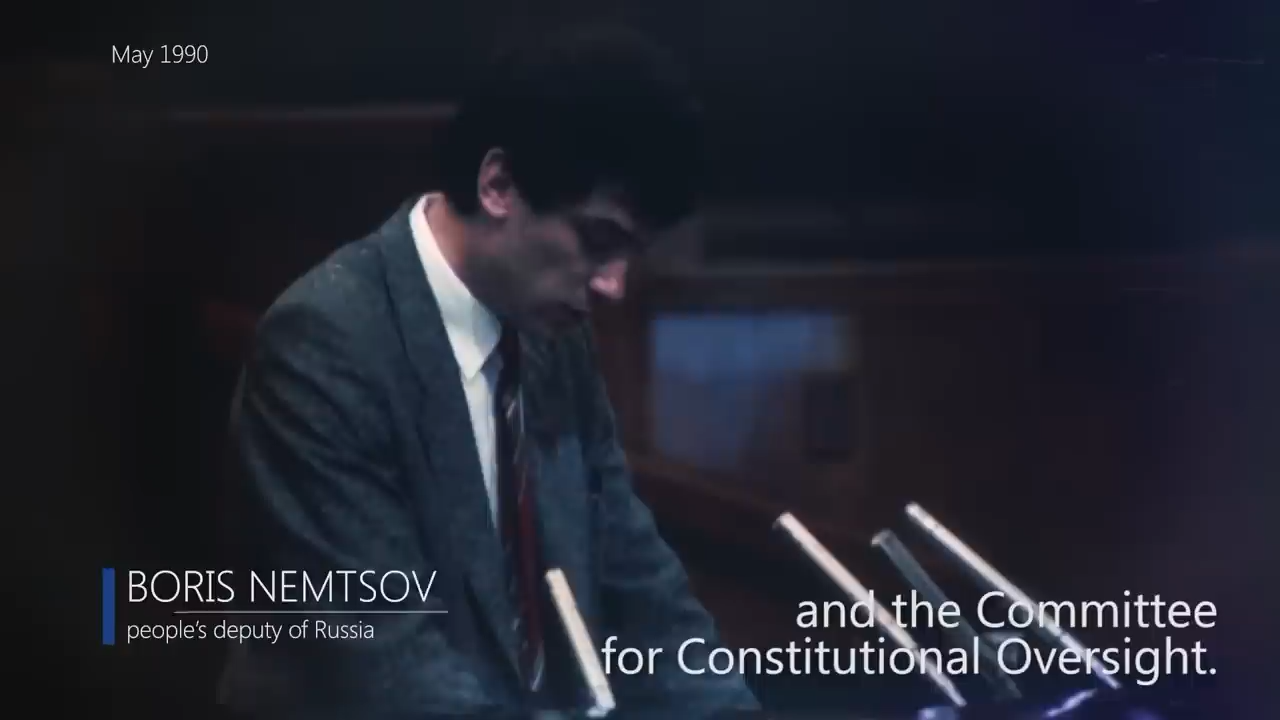 May 1990
BORIS NEMTSOV
people's deputy of Russia
and the Committee
for Constitutional Oversight.